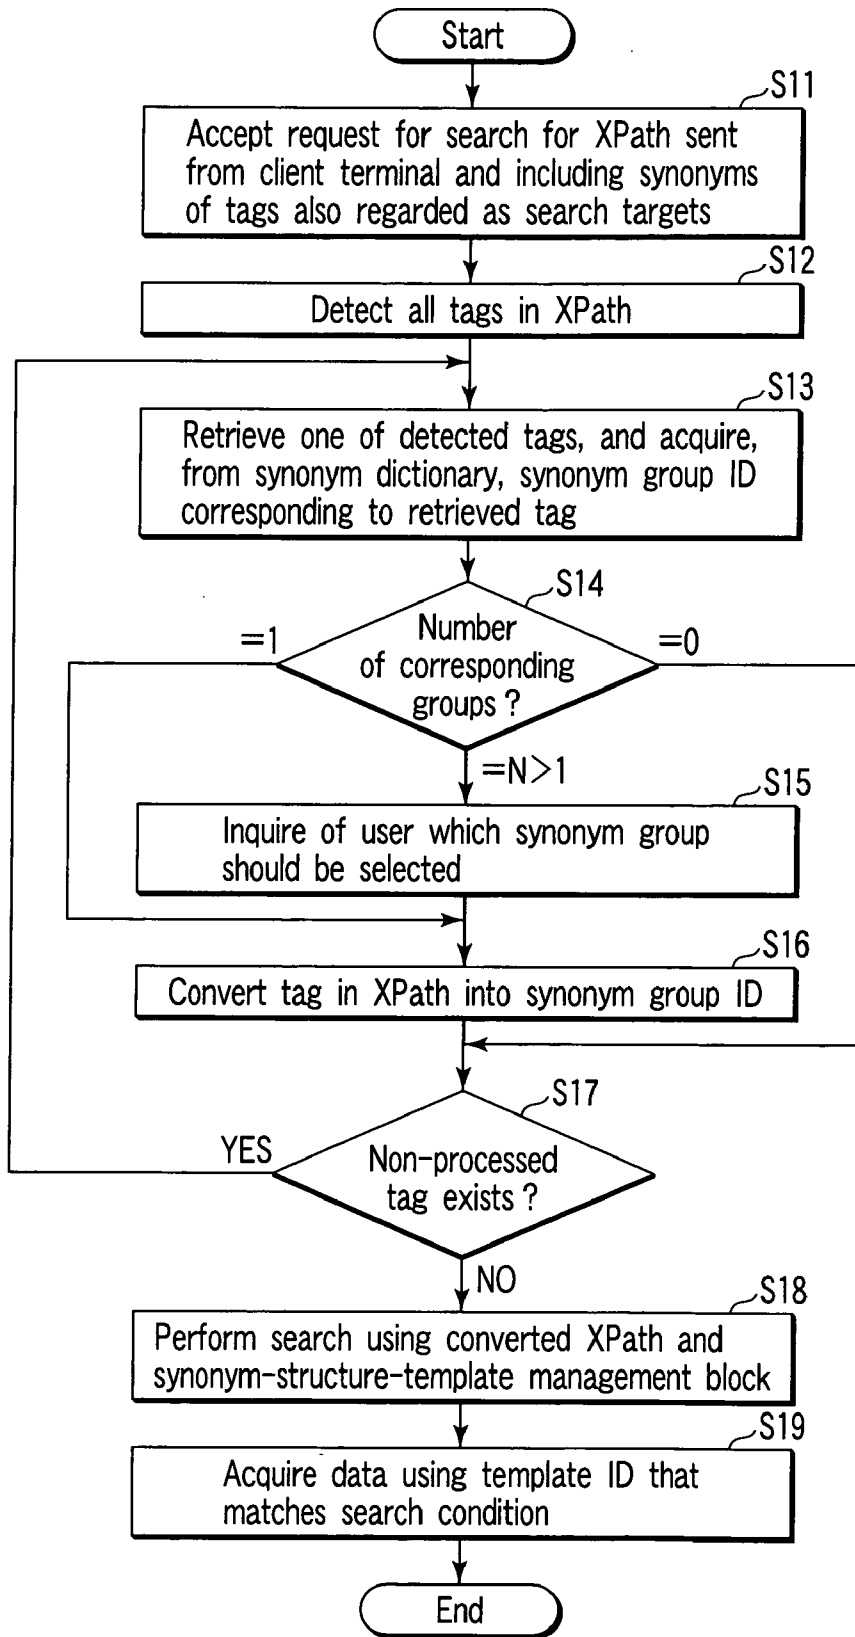 Start
S11
Accept request for search for XPath sent
from client terminal and including synonyms
of tags also regarded as search targets
S12
Detect all tags in XPath
S13
Retrieve one of detected tags, and acquire,
from synonym dictionary, synonym group ID
corresponding to retrieved tag
S14
=1
Number
of corresponding
groups ?
=0
=N>1
S15
Inquire of user which synonym group
should be selected
S16
Convert tag in XPath into synonym group ID
S17
YES
Non-processed
tag exists ?
NO
S18
Perform search using converted XPath and
synonym-structure-template management block
S19
Acquire data using template ID that
matches search condition
End